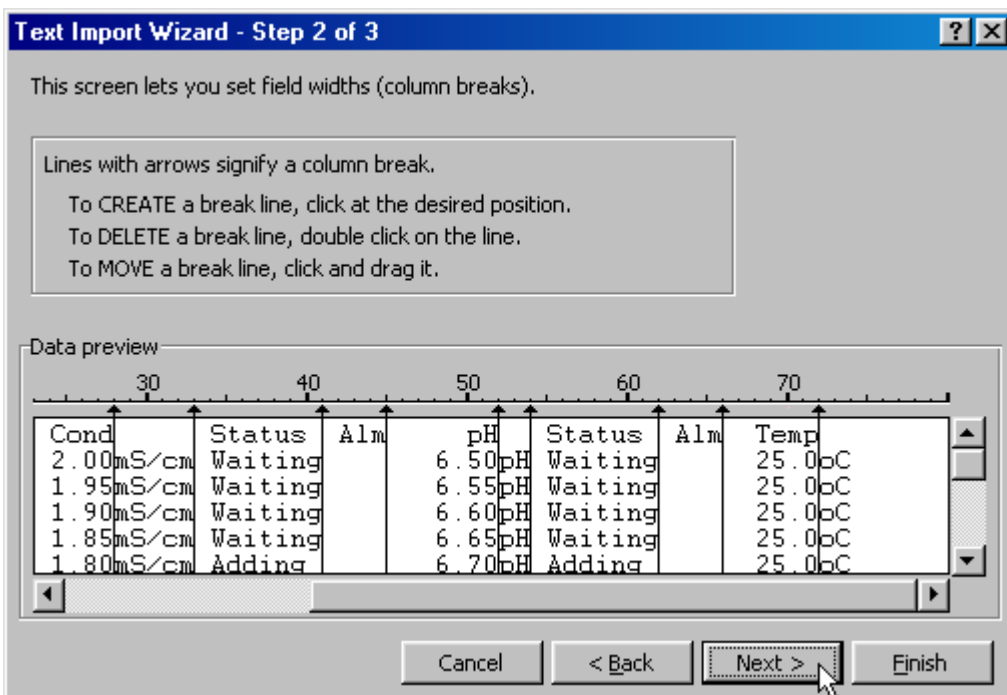 Text Import Wizard - Step 2 of 3
This screen lets you set field widths (column breaks).
Lines with arrows signify a column break.
To CREATE a break line, click at the desired position.
To DELETE a break line, double click on the line.
To MOVE a break line, click and drag it.
Data preview
30 40 50 60 70
Cond Status Alm pH Status Alm Temp
2.00mS/cm Waiting 6.50pH Waiting 25.0oC
1.95mS/cm Waiting 6.55pH Waiting 25.0oC
1.90mS/cm Waiting 6.60pH Waiting 25.0oC
1.85mS/cm Waiting 6.65pH Waiting 25.0oC
1.80mS/cm Adding 6.70pH Adding 25.0oC
Cancel < Back Next > Finish